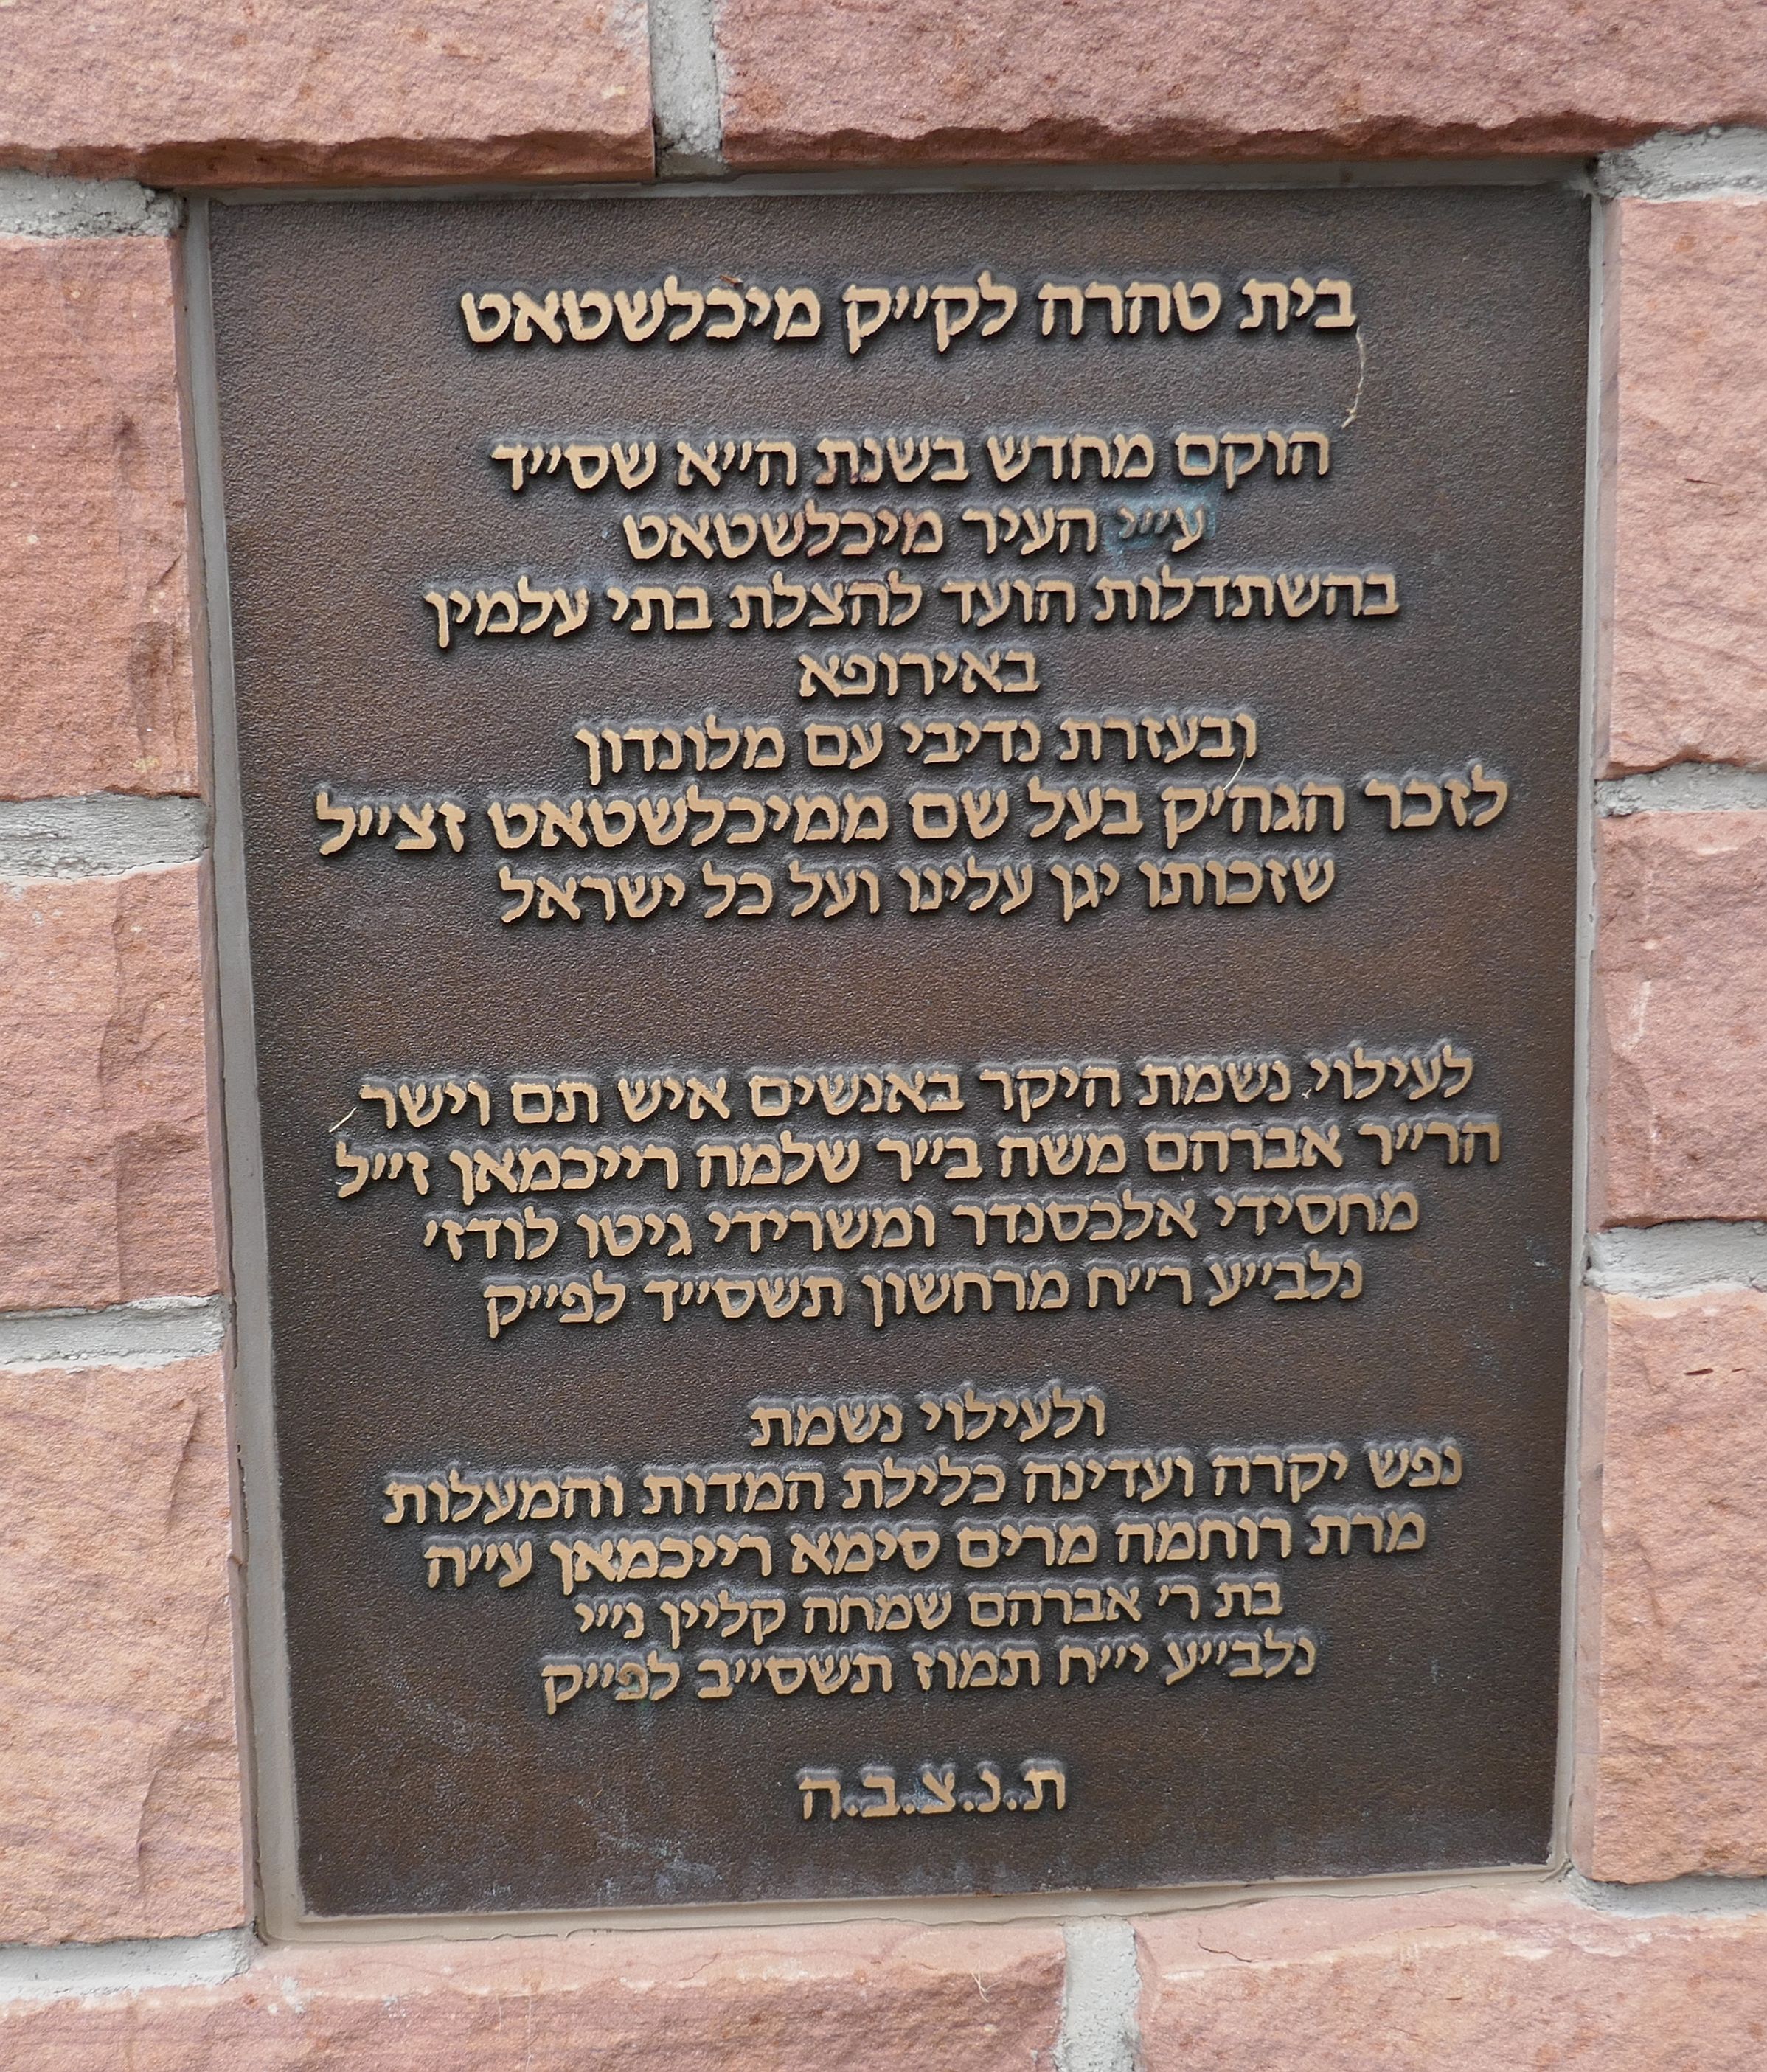 בית טהרה לק״ק מיכלשטאט
הוקם מחדש בשנת ה״א שס״ד
ע״י העיר מיכלשטאט
בהשתדלות הועד להצלת בתי עלמין
באירופא
ובעזרת נדיבי עם מלונדון
לזכר הגה׳ק בעל שם ממיכלשטאט זצ״ל
שזכותו יגן עלינו ועל כל ישראל
לעילוי נשמת היקר באנשים איש תם וישר
הר״ר אברהם משה ב״ר שלמה רייכמאן ז״ל
מחסידי אלכסנדר ומשרידי גיטו לודז׳
נלב״ע ר״ח מרחשון תשס״ד לפ״ק
ולעילוי נשמת
נפש יקרה ועדינה כלילת המדות והמעלות
מרת רוחמה מרים סימא רייכמאן ע״ה
בת ר׳ אברהם שמחה קליין נ״י
נלב״ע י״ח תמוז תשס״ב לפ״ק
ת.נ.צ.ב.ה